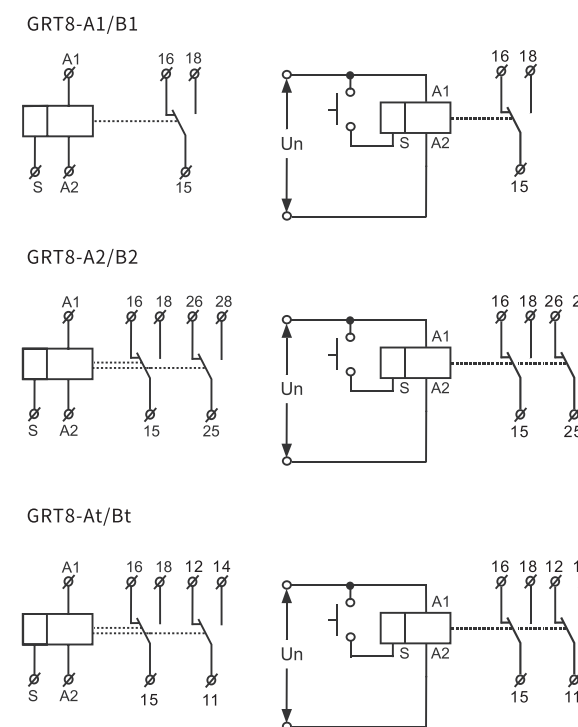 GRT8-A1/B1
A1 16 18
S A2 15
16 18
A1
Un
S A2
15
GRT8-A2/B2
A1 16 18 26 28
S A2 15 25
16 18 26
A1
Un
S A2
15 25
GRT8-At/Bt
A1 16 18 12 14
S A2 15 11
16 18 12
A1
Un
S A2
15 11